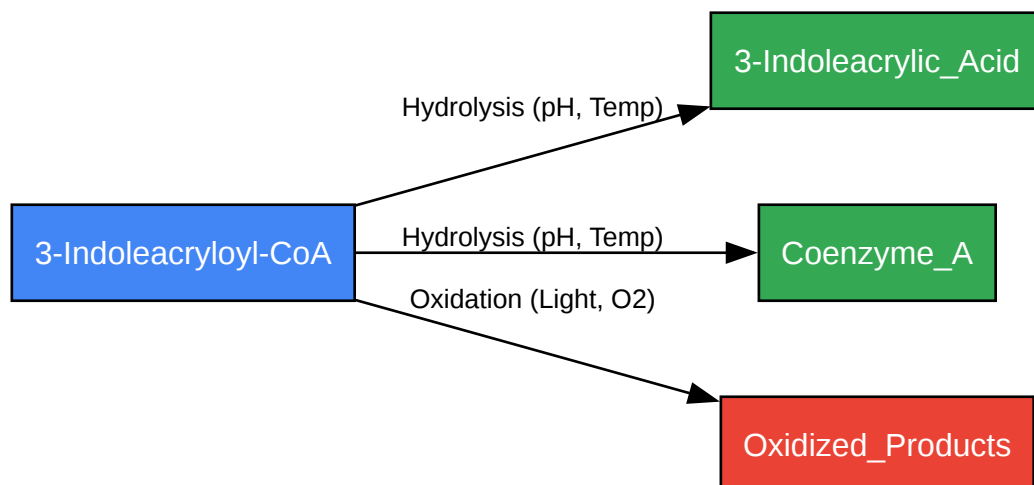 3-Indoleacrylic_Acid
Hydrolysis (pH, Temp)
3-Indoleacryloyl-CoA
Hydrolysis (pH, Temp)
Coenzyme_A
Oxidation (Light, O2)
Oxidized_Products